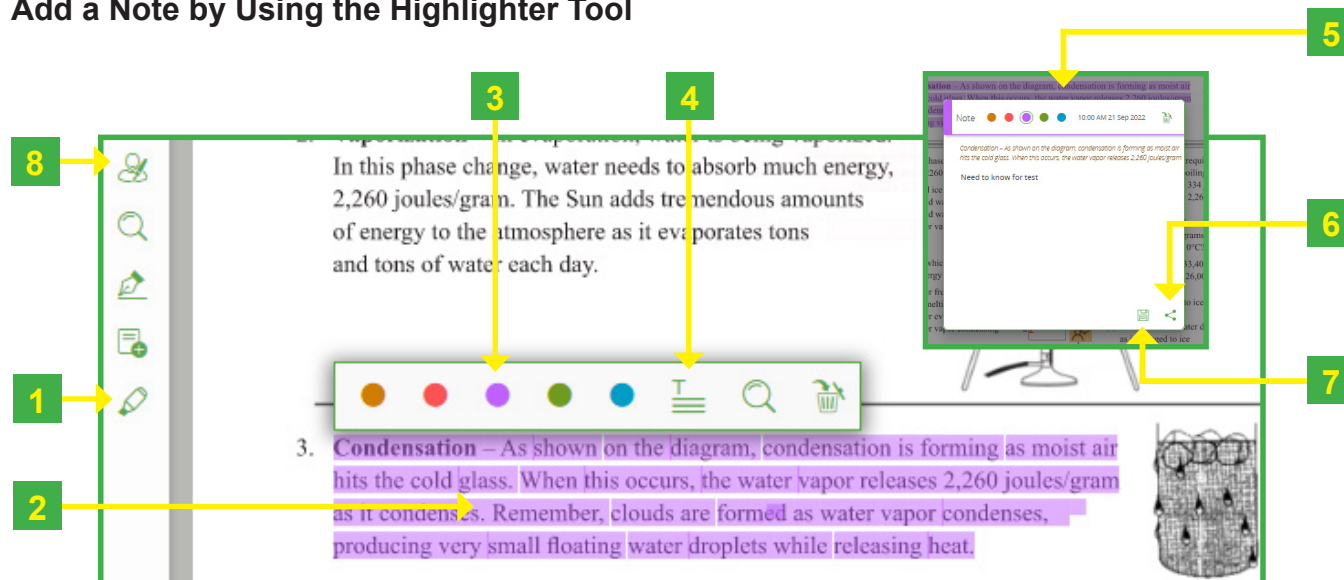 Add a Note by Using the Highlighter Tool
5
3
4
8
In this phase change, water needs to absorb much energy,
2,260 joules/gram. The Sun adds tremendous amounts
of energy to the atmosphere as it evaporates tons
and tons of water each day.
Note 10:00 AM 21 Sep 2022
Condensation – As shown on the diagram, condensation is forming as moist air
hits the cold glass. When this occurs, the water vapor releases 2,260 joules/gram
Need to know for test
6
7
1
T
3. Condensation – As shown on the diagram, condensation is forming as moist air
hits the cold glass. When this occurs, the water vapor releases 2,260 joules/gram
2
as it condenses. Remember, clouds are formed as water vapor condenses,
producing very small floating water droplets while releasing heat.